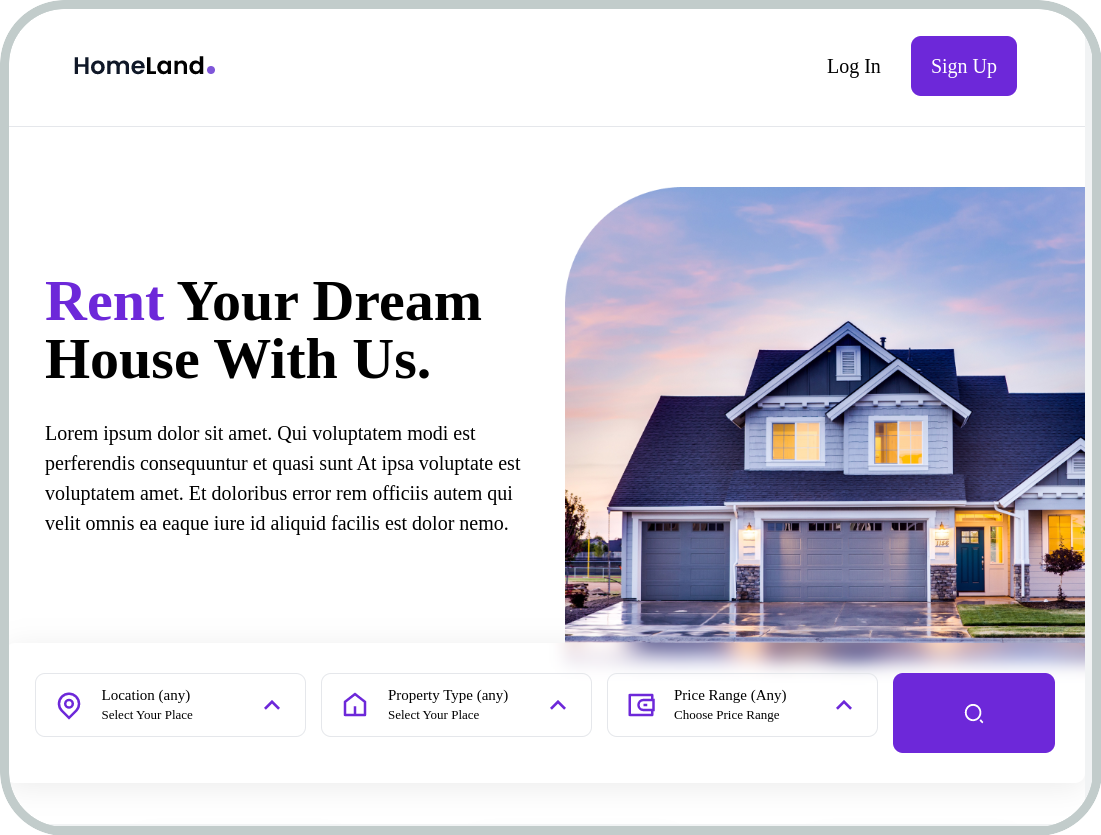 HomeLand
Log In
Sign Up
Rent Your Dream
House With Us.
Lorem ipsum dolor sit amet. Qui voluptatem modi est
perferendis consequuntur et quasi sunt At ipsa voluptate est
voluptatem amet. Et doloribus error rem officiis autem qui
velit omnis ea eaque iure id aliquid facilis est dolor nemo.
Location (any)
Select Your Place
Property Type (any)
Select Your Place
Price Range (Any)
Choose Price Range